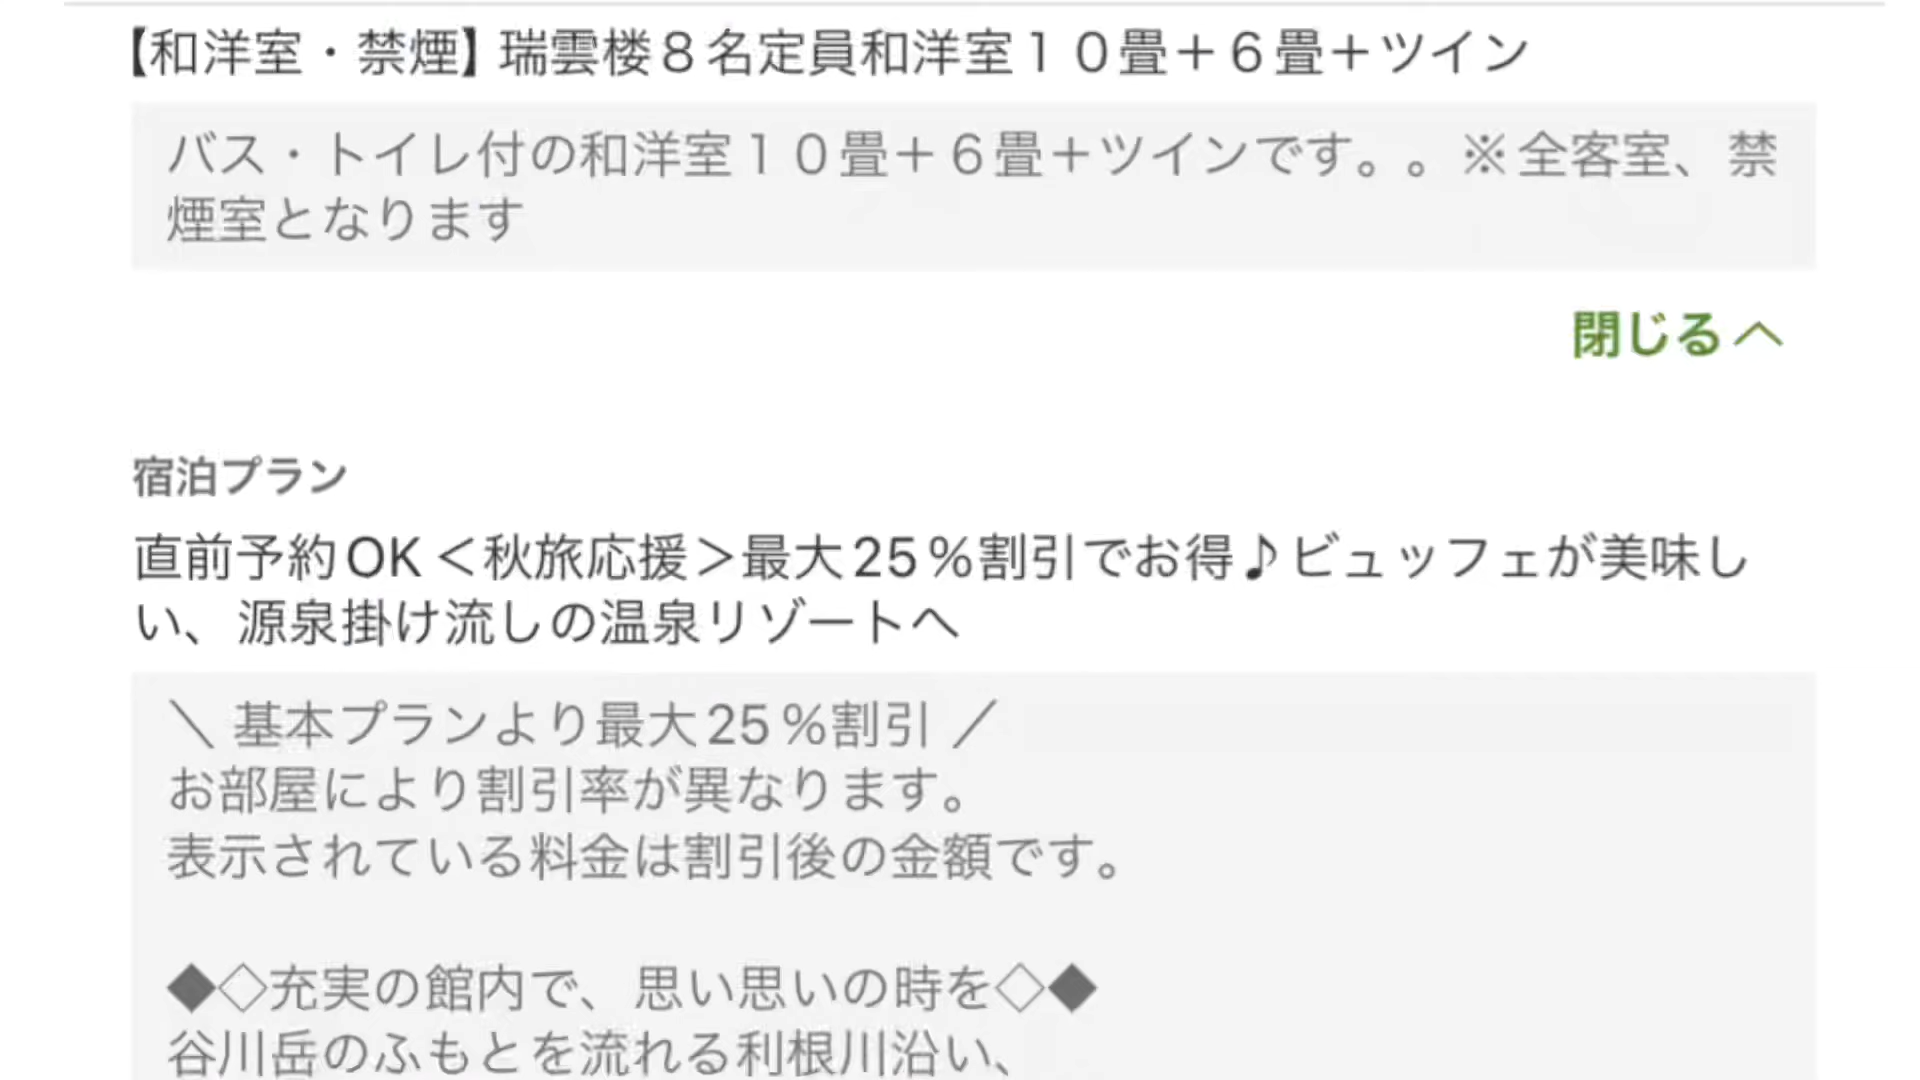 【和洋室・禁煙】瑞雲楼８名定員和洋室１０畳＋６畳＋ツイン
バス・トイレ付の和洋室１０畳＋６畳＋ツインです。。※全客室、禁
煙室となります
閉じる へ
宿泊プラン
直前予約OK＜秋旅応援＞最大25％割引でお得♪ビュッフェが美味し
い、源泉掛け流しの温泉リゾートへ
＼ 基本プランより最大25％割引 ／
お部屋により割引率が異なります。
表示されている料金は割引後の金額です。
◆◇充実の館内で、思い思いの時を◇◆
谷川岳のふもとを流れる利根川沿い、